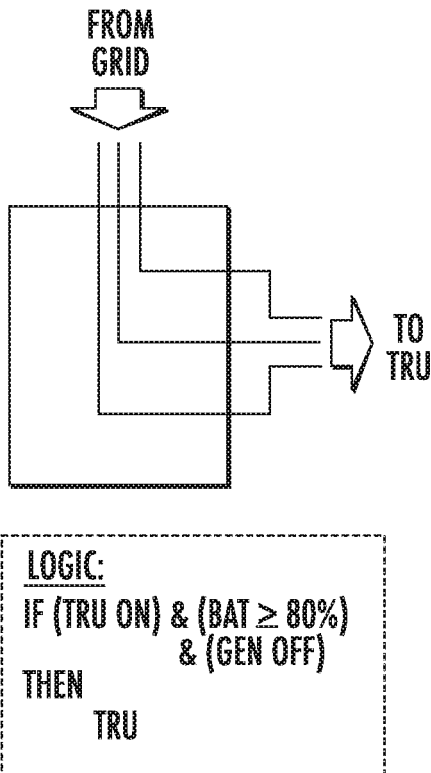 FROM
GRID
TO
TRU
LOGIC:
IF (TRU ON) & (BAT ≥ 80%)
& (GEN OFF)
THEN
TRU